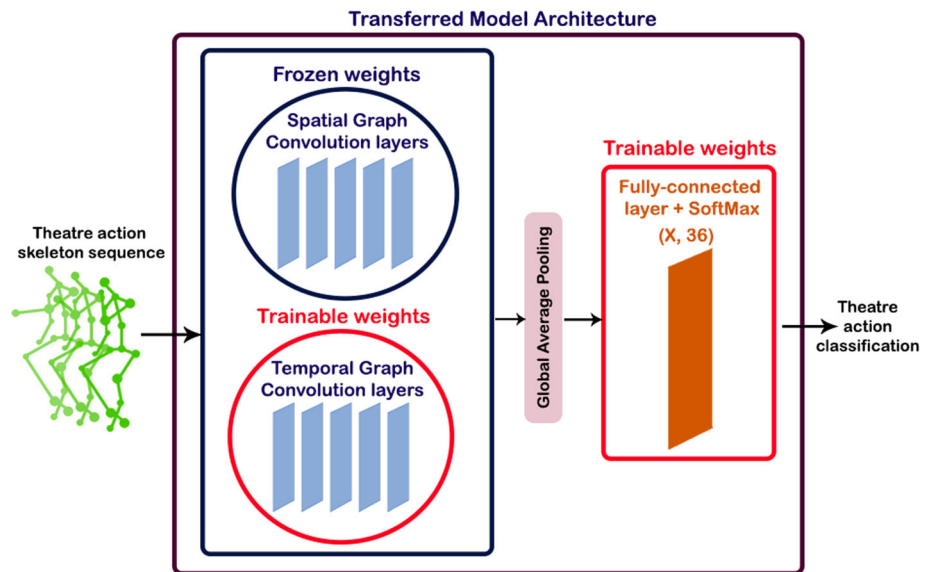 Transferred Model Architecture
Frozen weights
Spatial Graph
Convolution layers
Trainable weights
Temporal Graph
Convolution layers
Theatre action
skeleton sequence
Global Average Pooling
Trainable weights
Fully-connected
layer + SoftMax
(X, 36)
Theatre
action
classification